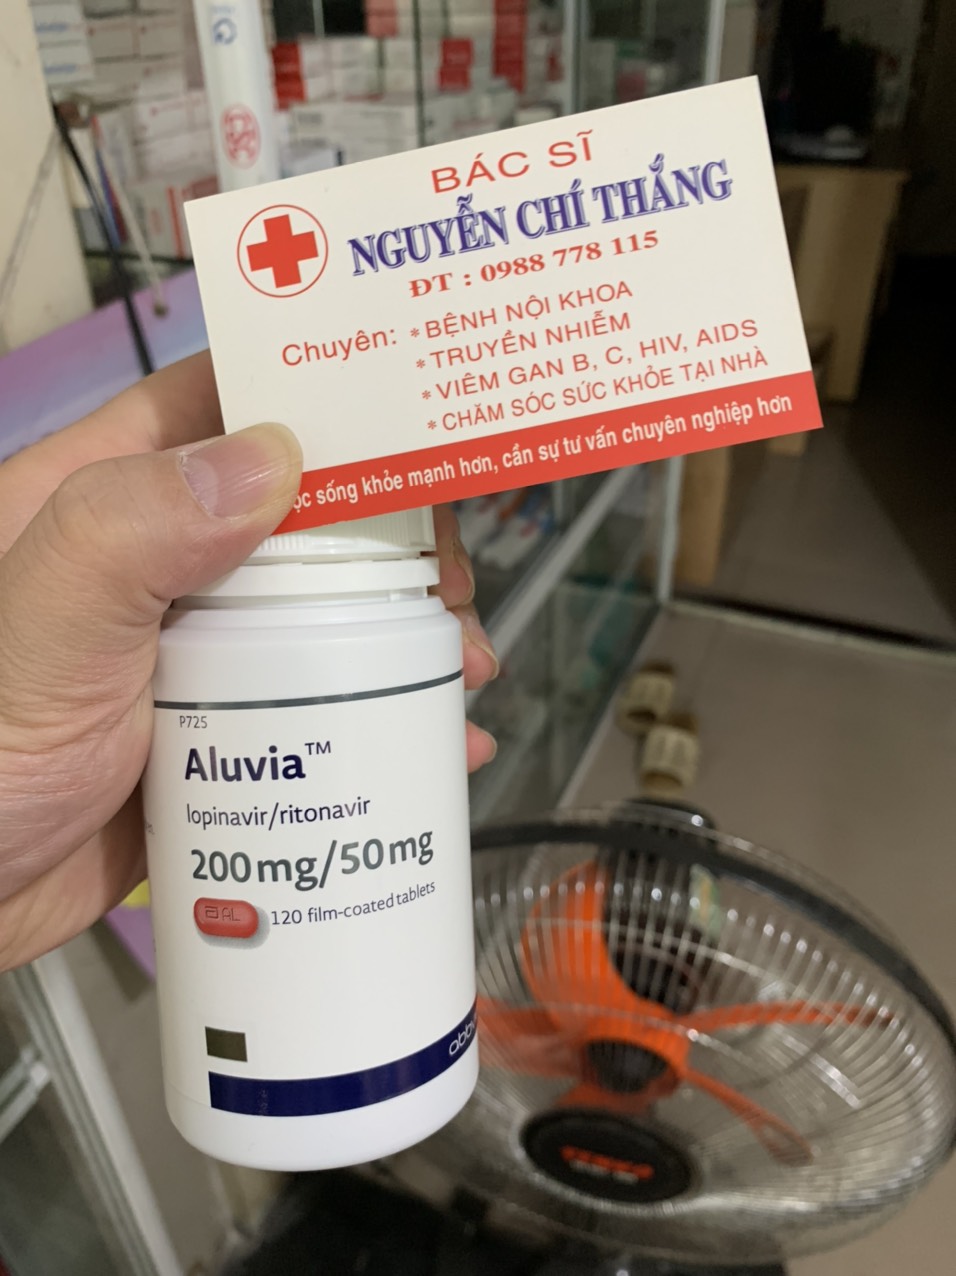 BÁC SĨ
NGUYỄN CHÍ THẮNG
ĐT : 0988 778 115
Chuyên: * BỆNH NỘI KHOA
* TRUYỀN NHIỄM
* VIÊM GAN B, C, HIV, AIDS
* CHĂM SÓC SỨC KHỎE TẠI NHÀ
sống khỏe mạnh hơn, cần sự tư vấn chuyên nghiệp hơn
P725
Aluvia™
lopinavir/ritonavir
200mg/50mg
a AL
120 film-coated tablets